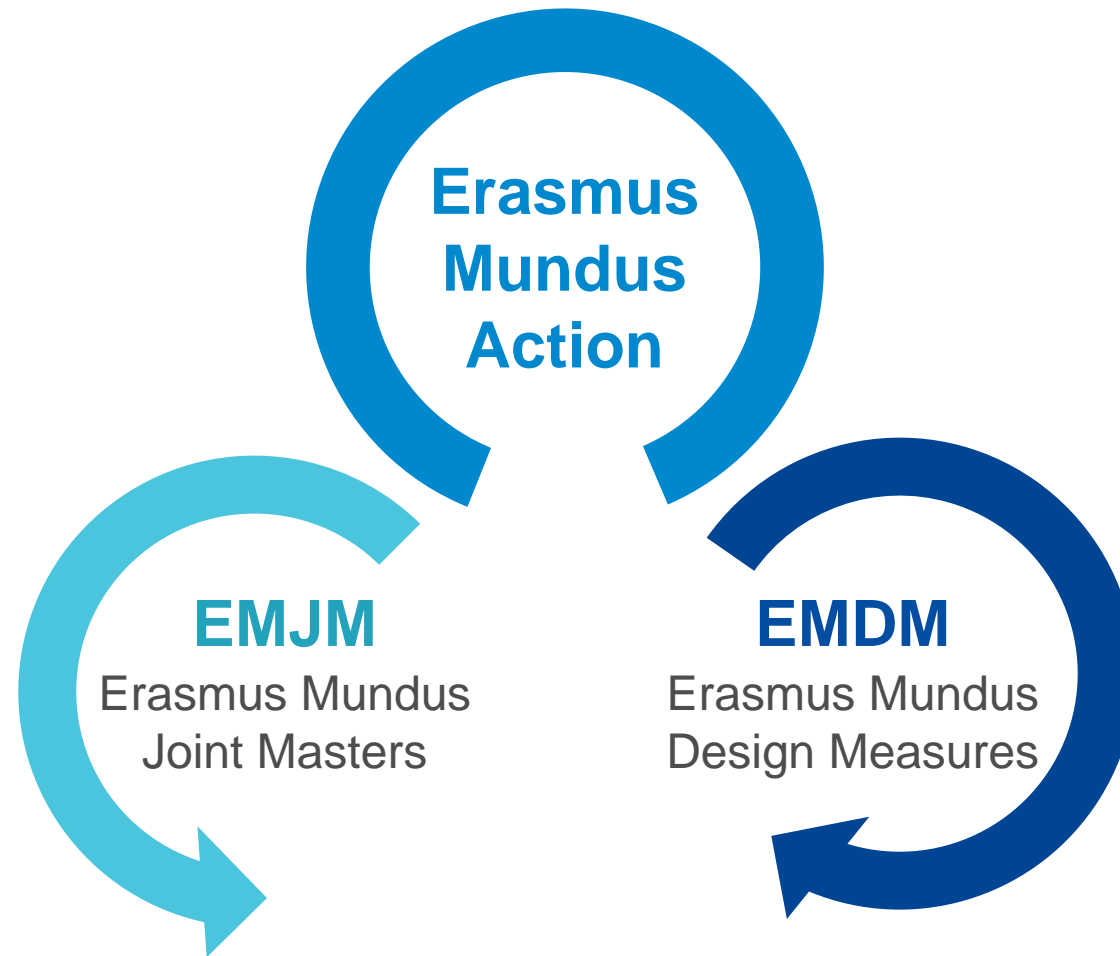 Erasmus
Mundus
Action
EMJM
Erasmus Mundus
Joint Masters
EMDM
Erasmus Mundus
Design Measures